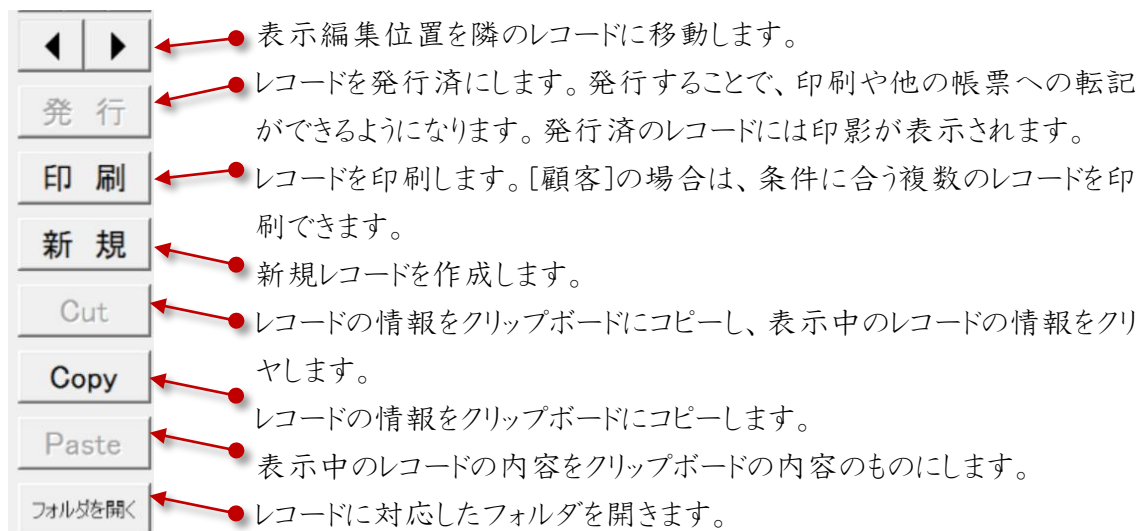 ◀ ▶
表示編集位置を隣のレコードに移動します。
発 行
レコードを発行済にします。発行することで、印刷や他の帳票への転記
ができるようになります。発行済のレコードには印影が表示されます。
印 刷
レコードを印刷します。[顧客]の場合は、条件に合う複数のレコードを印
刷できます。
新 規
新規レコードを作成します。
Cut
レコードの情報をクリップボードにコピーし、表示中のレコードの情報をクリ
ヤします。
Copy
レコードの情報をクリップボードにコピーします。
Paste
表示中のレコードの内容をクリップボードの内容のものにします。
フォルダを開く
レコードに対応したフォルダを開きます。